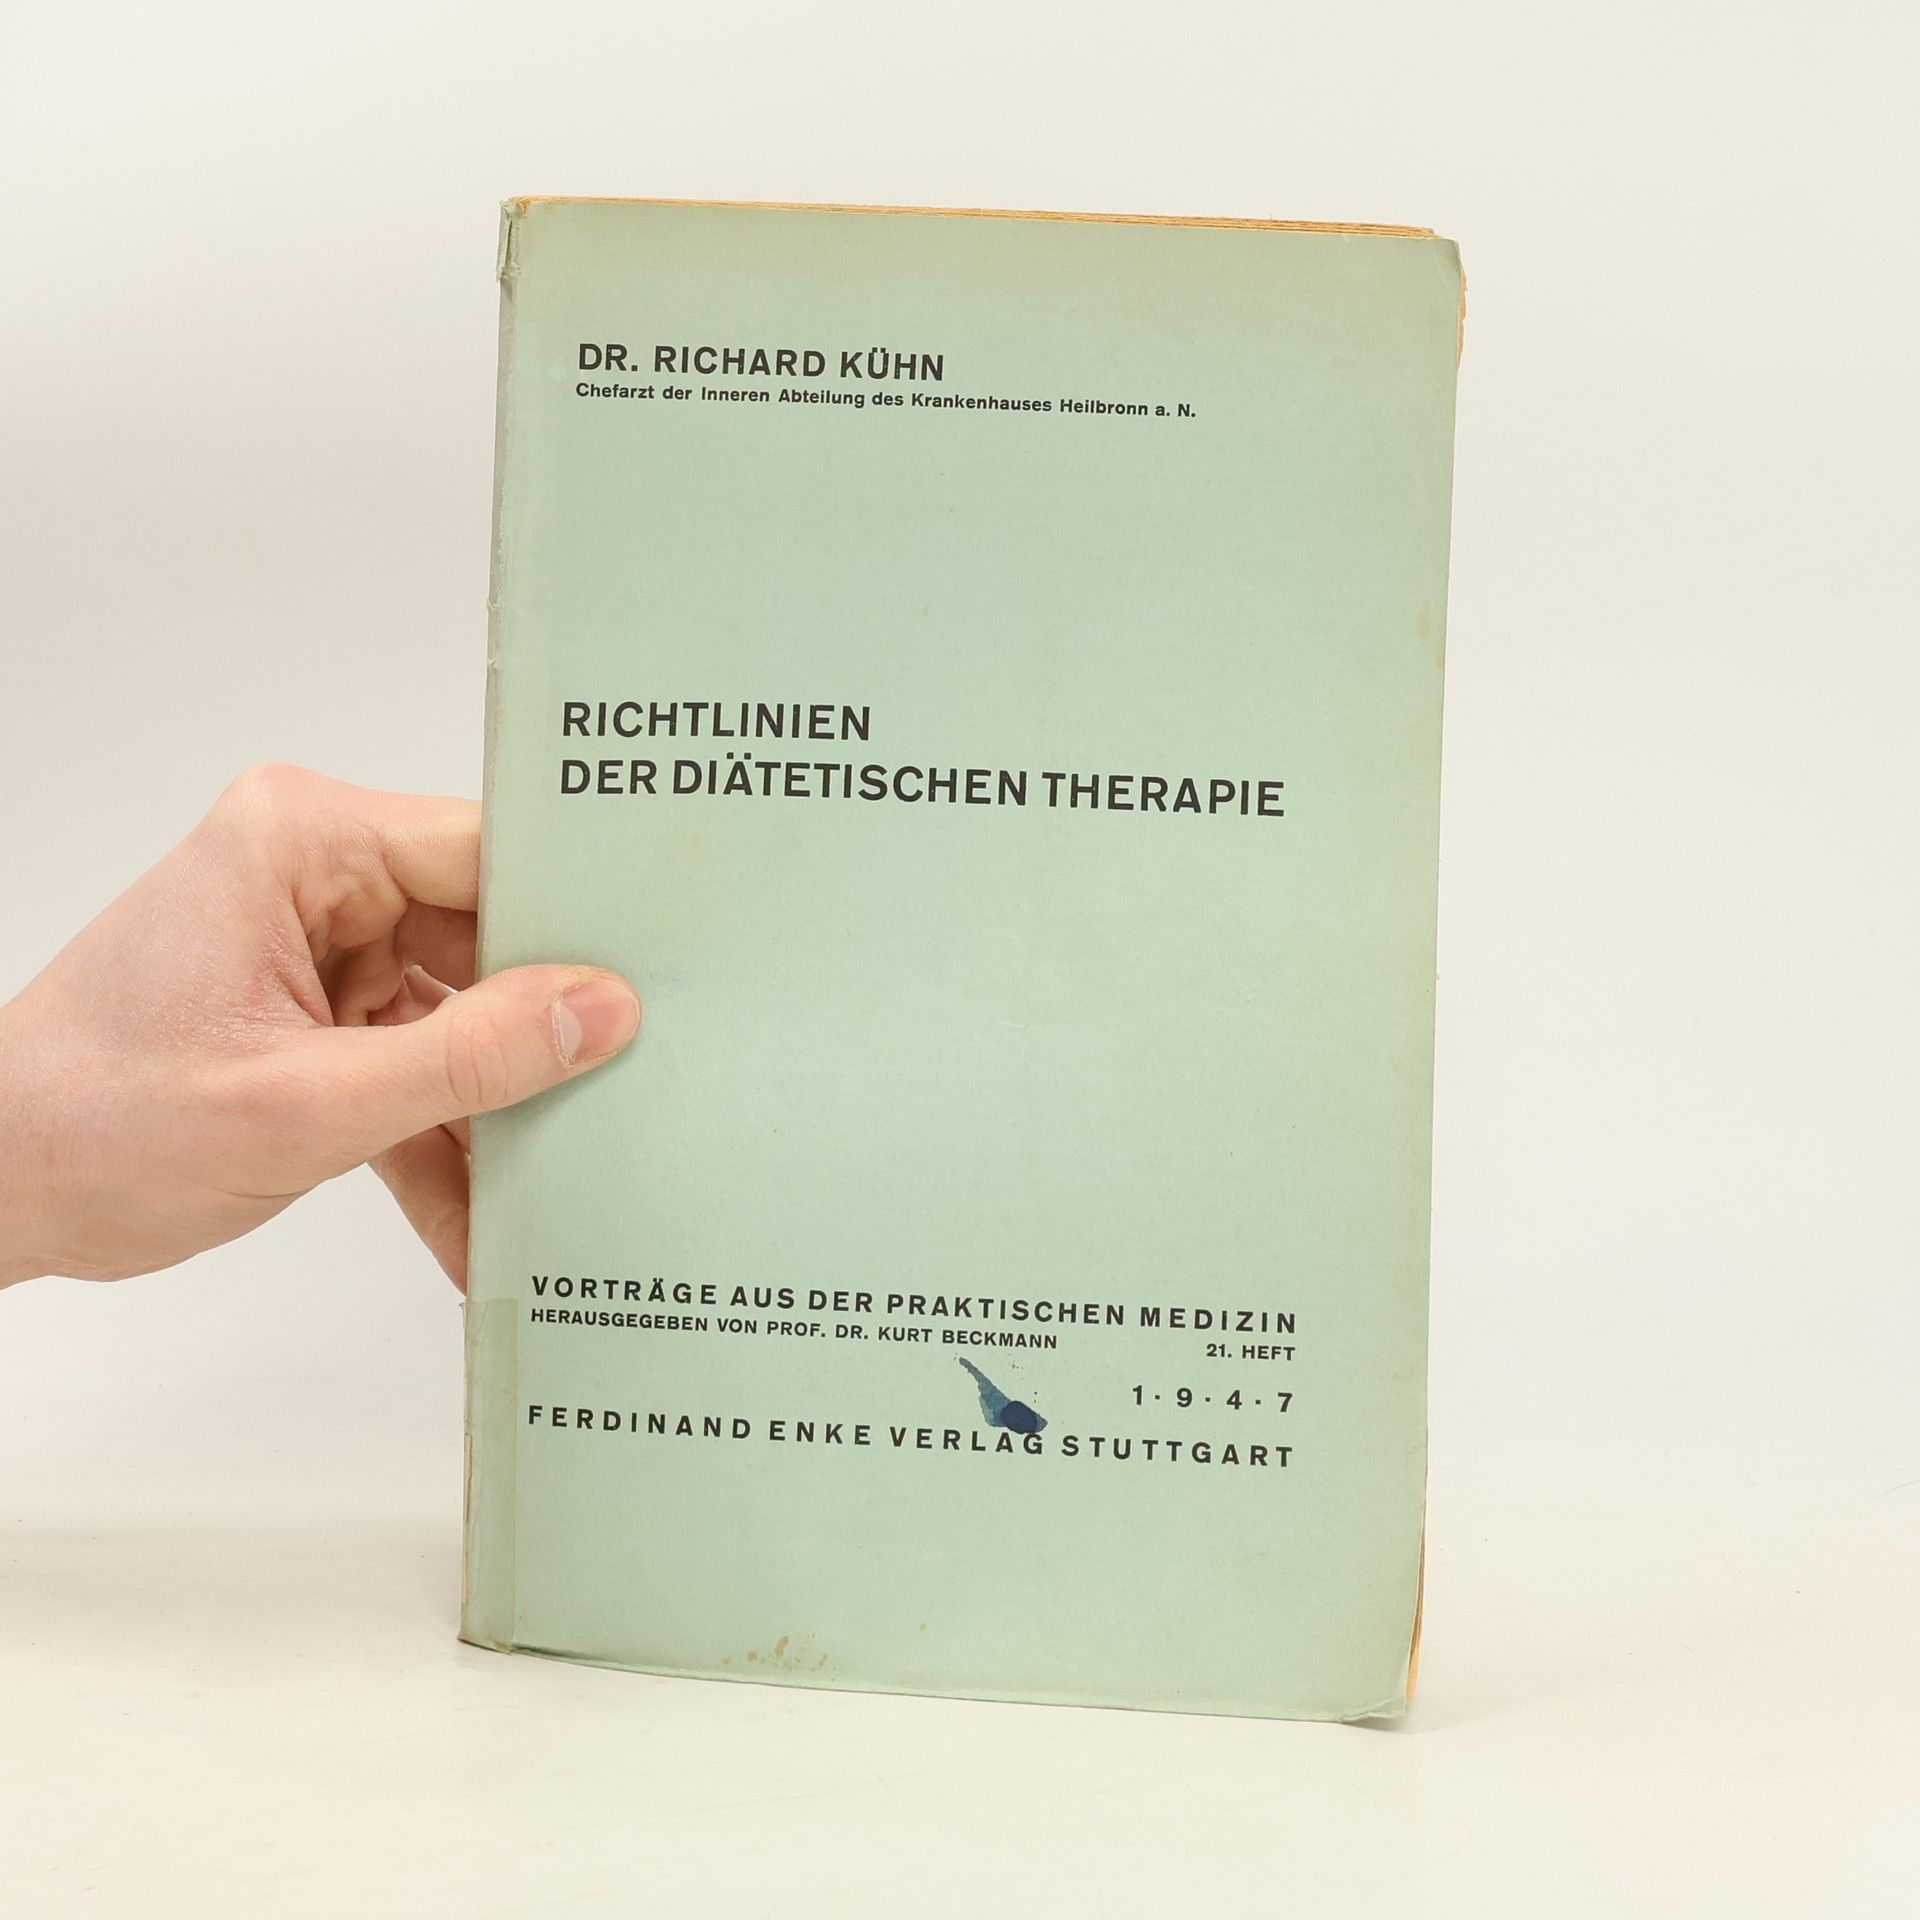 DR. RICHARD KÜHN
Chefarzt der Inneren Abteilung des Krankenhauses Heilbronn a. N.
RICHTLINIEN
DER DIÄTETISCHEN THERAPIE
VORTRÄGE AUS DER PRAKTISCHEN MEDIZIN
HERAUSGEGEBEN VON PROF. DR. KURT BECKMANN
21. HEFT
1 · 9 · 4 · 7
FERDINAND ENKE VERLAG STUTTGART